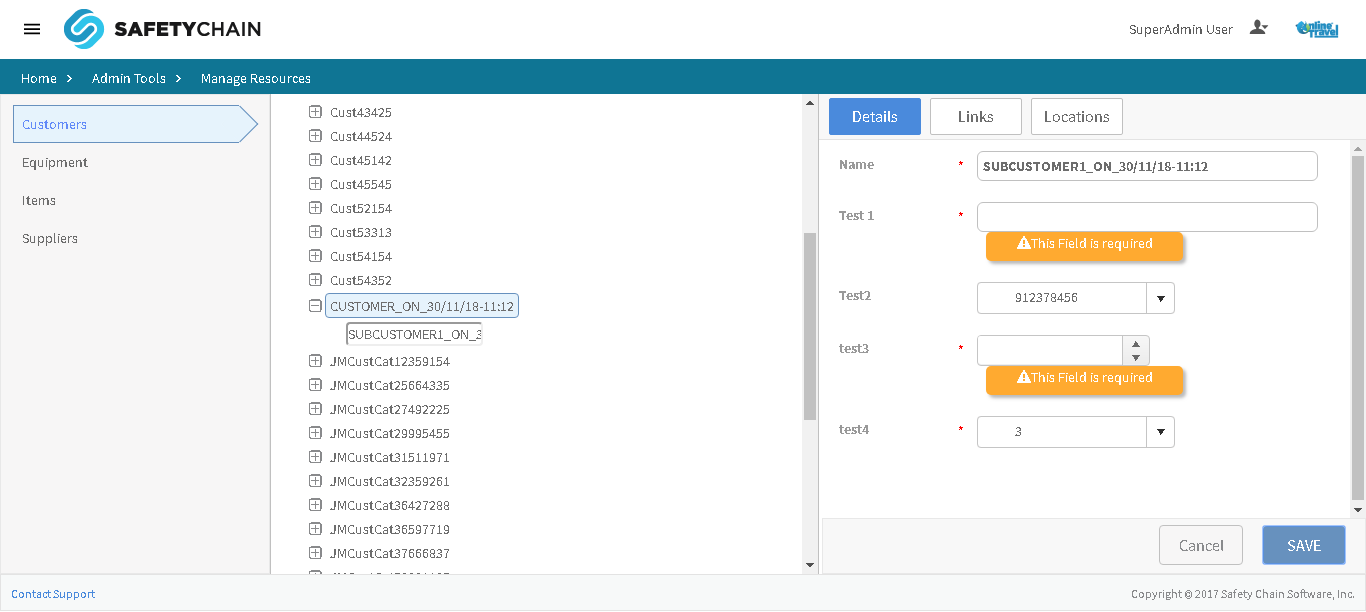 SAFETYCHAIN
SuperAdmin User
Online Travel
Home > Admin Tools > Manage Resources
Customers
Equipment
Items
Suppliers
Cust43425
Cust44524
Cust45142
Cust45545
Cust52154
Cust53313
Cust54154
Cust54352
CUSTOMER_ON_30/11/18-11:12
SUBCUSTOMER1_ON_3
JMCustCat12359154
JMCustCat25664335
JMCustCat27492225
JMCustCat29995455
JMCustCat31511971
JMCustCat32359261
JMCustCat36427288
JMCustCat36597719
JMCustCat37666837
Details
Links
Locations
Name * SUBCUSTOMER1_ON_30/11/18-11:12
Test 1 *
This Field is required
Test2 912378456
test3 *
This Field is required
test4 * 3
Cancel
SAVE
Contact Support
Copyright © 2017 Safety Chain Software, Inc.